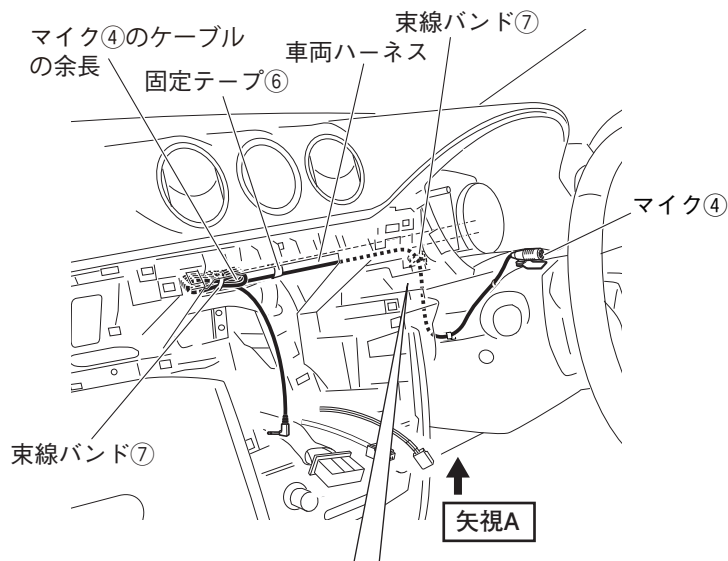 束線バンド⑦
マイク④のケーブル
の余長
車両ハーネス
固定テープ⑥
マイク④
束線バンド⑦
矢視A